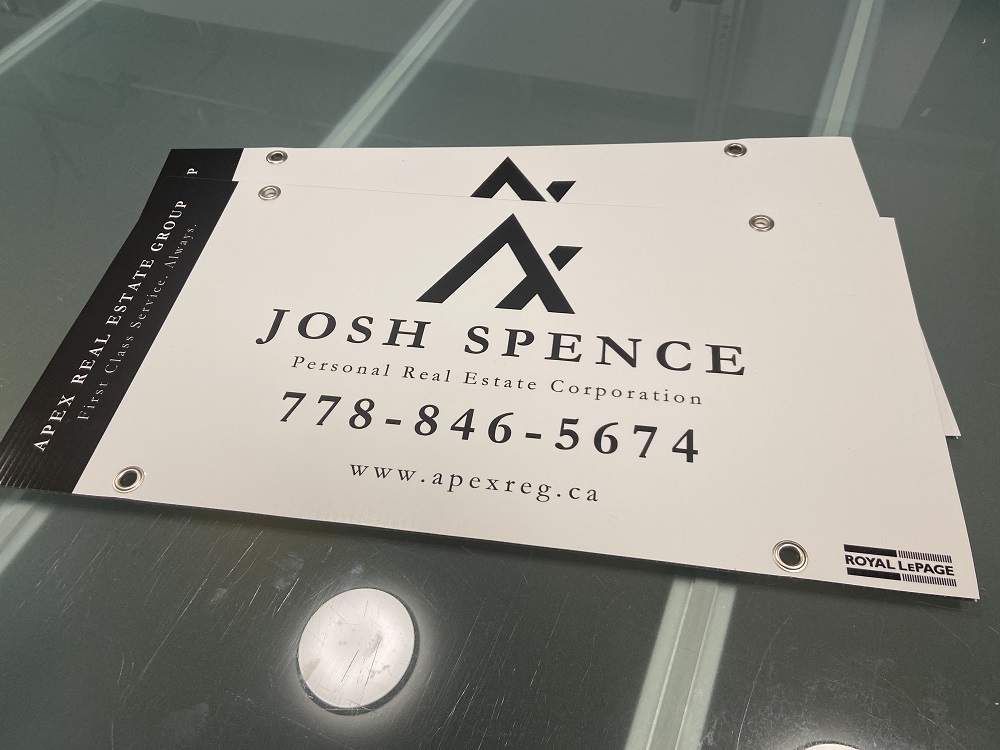 P
APEX REAL ESTATE GROUP
First Class Service. Always.
JOSH SPENCE
Personal Real Estate Corporation
778-846-5674
www.apexreg.ca
ROYAL LEPAGE